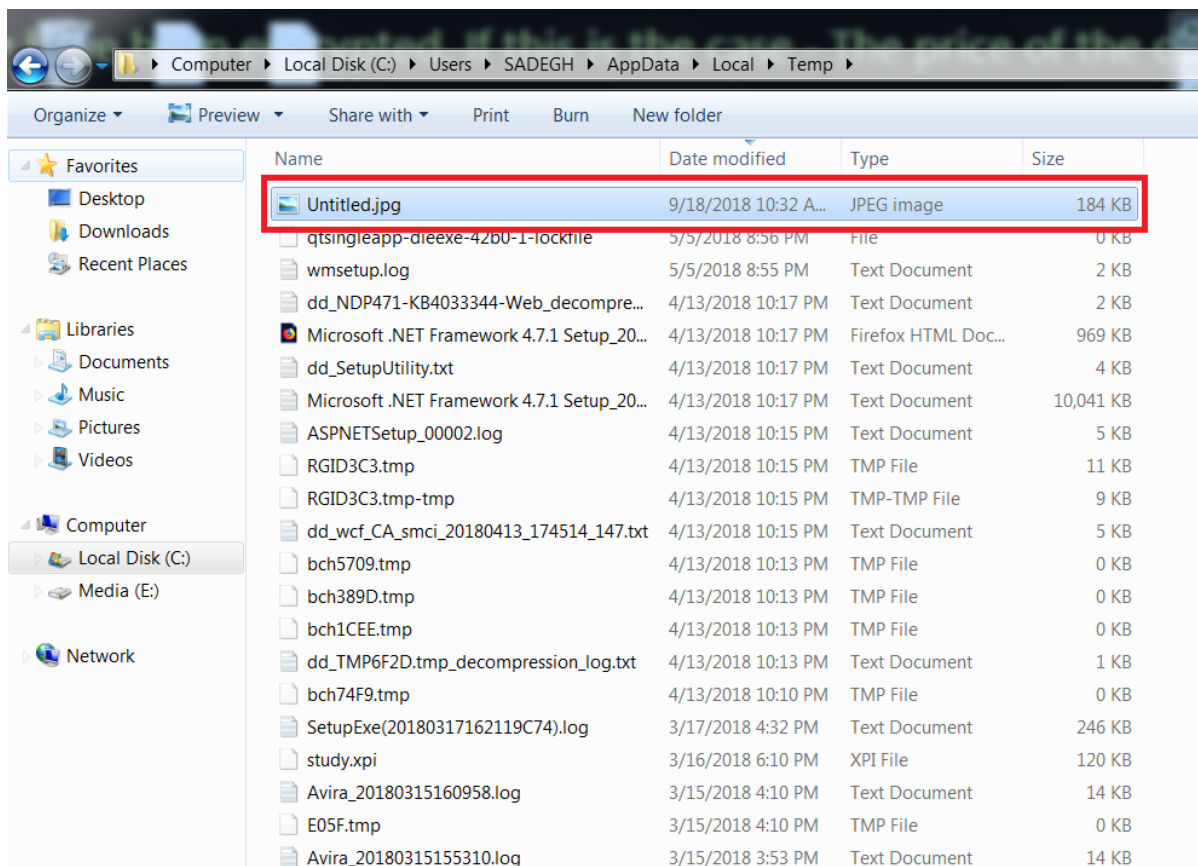 encrypted. If this is the case. The price of the
Computer Local Disk (C:) Users SADEGH AppData Local Temp
Organize Preview Share with Print Burn New folder
Favorites
Desktop
Downloads
Recent Places
Libraries
Documents
Music
Pictures
Videos
Computer
Local Disk (C:)
Media (E:)
Network
Name Date modified Type Size
Untitled.jpg 9/18/2018 10:32 A... JPEG image 184 KB
qtsingleapp-dieexe-42b0-1-lockfile 5/5/2018 8:56 PM File 0 KB
wmsetup.log 5/5/2018 8:55 PM Text Document 2 KB
dd_NDP471-KB4033344-Web_decompre... 4/13/2018 10:17 PM Text Document 2 KB
Microsoft .NET Framework 4.7.1 Setup_20... 4/13/2018 10:17 PM Firefox HTML Doc... 969 KB
dd_SetupUtility.txt 4/13/2018 10:17 PM Text Document 4 KB
Microsoft .NET Framework 4.7.1 Setup_20... 4/13/2018 10:17 PM Text Document 10,041 KB
ASPNETSetup_00002.log 4/13/2018 10:15 PM Text Document 5 KB
RGID3C3.tmp 4/13/2018 10:15 PM TMP File 11 KB
RGID3C3.tmp-tmp 4/13/2018 10:15 PM TMP-TMP File 9 KB
dd_wcf_CA_smci_20180413_174514_147.txt 4/13/2018 10:15 PM Text Document 5 KB
bch5709.tmp 4/13/2018 10:13 PM TMP File 0 KB
bch389D.tmp 4/13/2018 10:13 PM TMP File 0 KB
bch1CEE.tmp 4/13/2018 10:13 PM TMP File 0 KB
dd_TMP6F2D.tmp_decompression_log.txt 4/13/2018 10:13 PM Text Document 1 KB
bch74F9.tmp 4/13/2018 10:10 PM TMP File 0 KB
SetupExe(20180317162119C74).log 3/17/2018 4:32 PM Text Document 246 KB
study.xpi 3/16/2018 6:10 PM XPI File 120 KB
Avira_20180315160958.log 3/15/2018 4:10 PM Text Document 14 KB
E05F.tmp 3/15/2018 4:10 PM TMP File 0 KB
Avira_20180315155310.log 3/15/2018 3:53 PM Text Document 14 KB